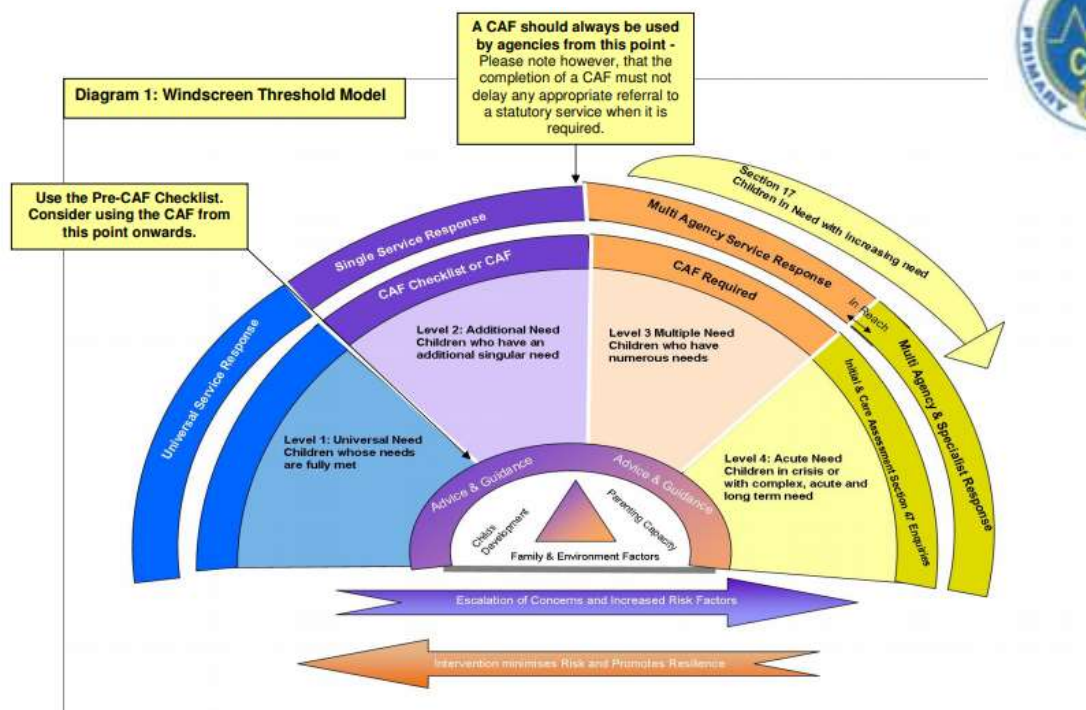 A CAF should always be used
by agencies from this point -
Please note however, that the
completion of a CAF must not
delay any appropriate referral to
a statutory service when it is
required.
PRIMARY
Diagram 1: Windscreen Threshold Model
Use the Pre-CAF Checklist.
Consider using the CAF from
this point onwards.
Section 17
Children In Need with increasing need
Universal Service Response
Single Service Response
Multi Agency Service Response
In Reach
Multi Agency & Specialist Response
CAF Checklist or CAF
CAF Required
Initial & Care Assessment Section 47 Enquiries
Level 1: Universal Need
Children whose needs
are fully met
Level 2: Additional Need
Children who have an
additional singular need
Level 3 Multiple Need
Children who have
numerous needs
Level 4: Acute Need
Children in crisis or
with complex, acute and
long term need
Advice & Guidance
Advice & Guidance
Child's
Development
Parenting Capacity
Family & Environment Factors
Escalation of Concerns and Increased Risk Factors
Intervention minimises Risk and Promotes Resilience